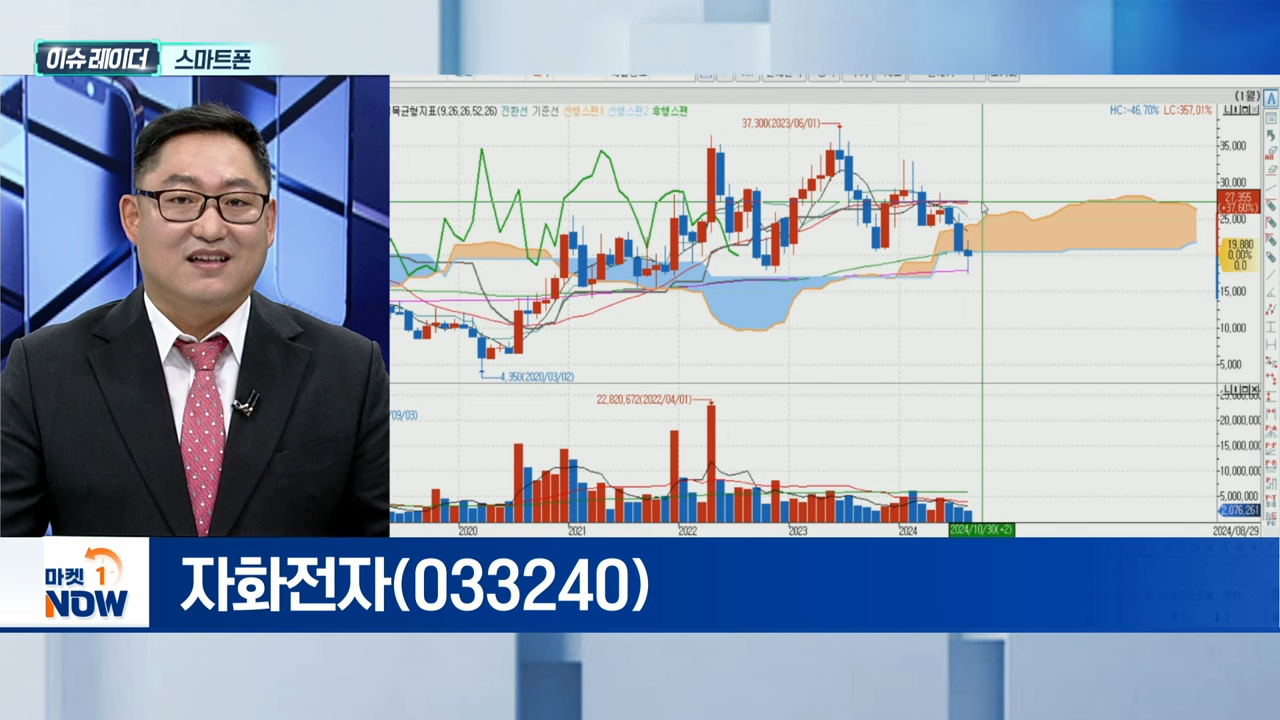 이슈 레이더 스마트폰
(1월)
목균형지표(9,26,26,52,26) 전환선 기준선 선행스팬1 선행스팬2 후행스팬
HC:-46,70% LC:357,01%
37,300(2023/06/01)
35,000
30,000
27,355
(+37,60%)
25,000
19,880
0,00%
0.0
15,000
10,000
5,000
4,350(2020/03/02)
22,820,672(2022/04/01)
/09/03)
25,000,000
20,000,000
15,000,000
10,000,000
5,000,000
2,076,261
2020 2021 2022 2023 2024 2024/10/30(+2) 2024/08/29
마켓 1
NOW
자화전자(033240)